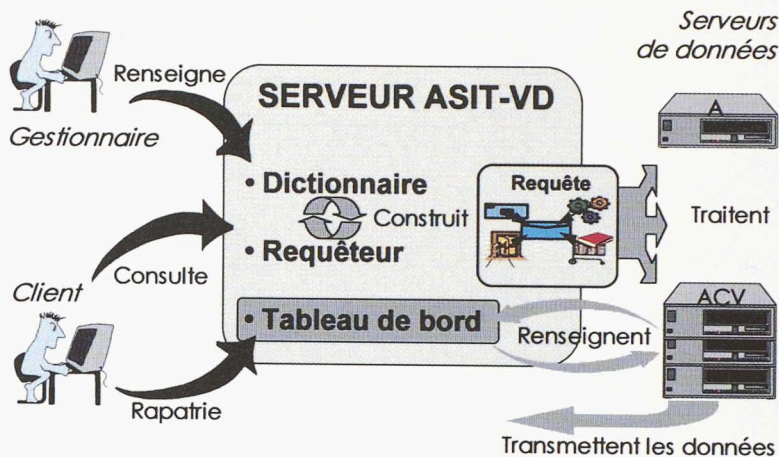 Serveurs
de données
Renseigne
SERVEUR ASIT-VD
A
Gestionnaire
• Dictionnaire
Requête
Construit
Traitent
• Requêteur
Consulte
Client
ACV
• Tableau de bord
Renseignent
Rapatrie
Transmettent les données